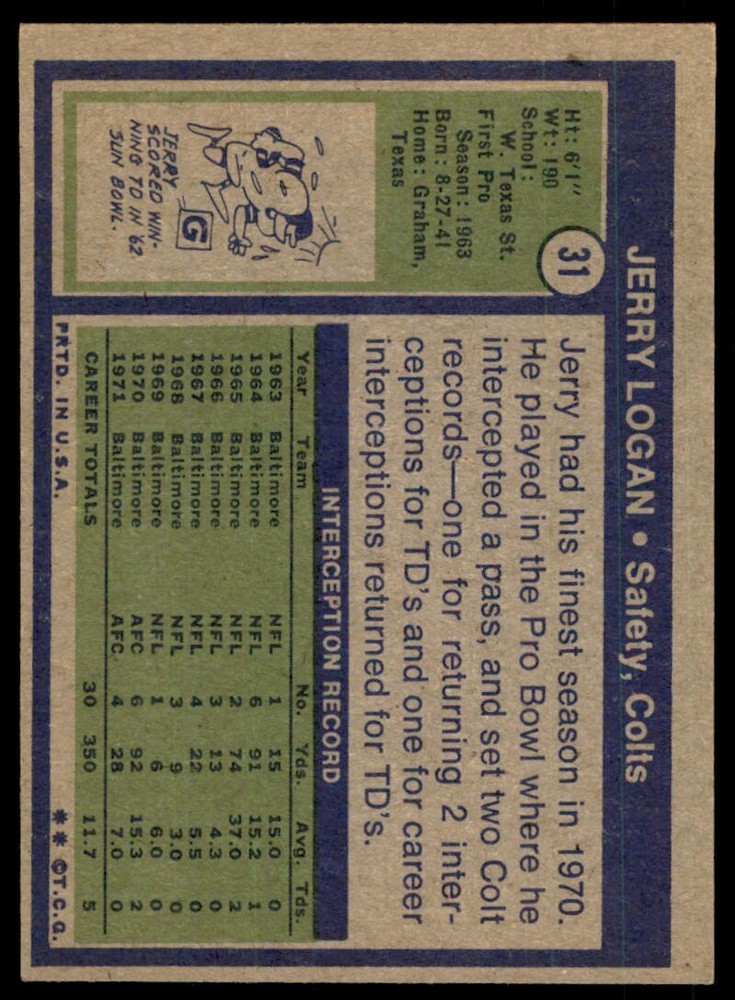 JERRY LOGAN • Safety, Colts
31
Ht: 6'1"
Wt: 190
School:
W. Texas St.
First Pro
Season: 1963
Born: 8-27-41
Home: Graham,
Texas
G
JERRY
SCORED WIN-
NING TD IN '62
SUN BOWL.
Jerry had his finest season in 1970.
He played in the Pro Bowl where he
intercepted a pass, and set two Colt
records—one for returning 2 inter-
ceptions for TD's and one for career
interceptions returned for TD's.
INTERCEPTION RECORD
Year Team No. Yds. Avg. Tds.
1963 Baltimore NFL 1 15 15.0 0
1964 Baltimore NFL 6 91 15.2 1
1965 Baltimore NFL 2 74 37.0 2
1966 Baltimore NFL 3 13 4.3 0
1967 Baltimore NFL 4 22 5.5 0
1968 Baltimore NFL 3 9 3.0 0
1969 Baltimore NFL 1 6 6.0 0
1970 Baltimore AFC 6 92 15.3 2
1971 Baltimore AFC 4 28 7.0 0
CAREER TOTALS 30 350 11.7 5
PRTD. IN U.S.A. ** ©T.C.G.